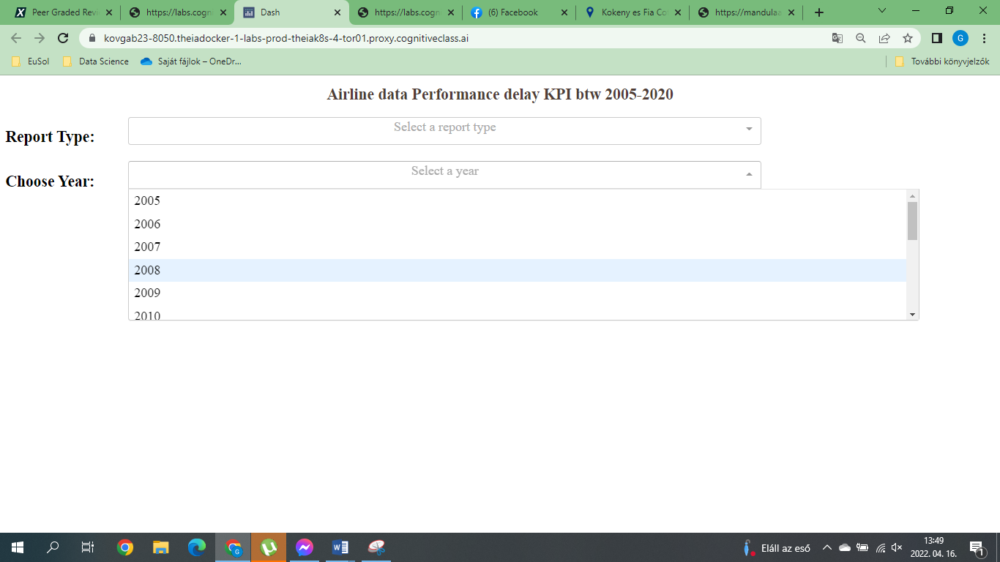 Peer Graded Revi
https://labs.cogni
Dash
https://labs.cogn
(6) Facebook
Kokeny es Fia Co
https://mandula
kovgab23-8050.theiadocker-1-labs-prod-theiak8s-4-tor01.proxy.cognitiveclass.ai
G
EuSol
Data Science
Saját fájlok – OneDr...
További könyvjelzők
Airline data Performance delay KPI btw 2005-2020
Report Type:
Select a report type
Choose Year:
Select a year
2005
2006
2007
2008
2009
2010
Eláll az eső
13:49
2022. 04. 16.
1